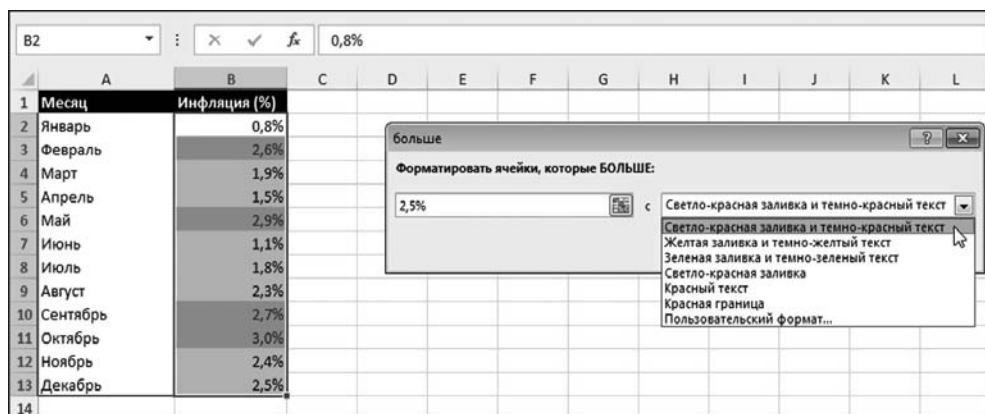 B2 fx 0,8%
A B C D E F G H I J K L
1 Месяц Инфляция (%)
2 Январь 0,8%
3 Февраль 2,6%
4 Март 1,9%
5 Апрель 1,5%
6 Май 2,9%
7 Июнь 1,1%
8 Июль 1,8%
9 Август 2,3%
10 Сентябрь 2,7%
11 Октябрь 3,0%
12 Ноябрь 2,4%
13 Декабрь 2,5%
14
больше ?
Форматировать ячейки, которые БОЛЬШЕ:
2,5% с Светло-красная заливка и темно-красный текст
Светло-красная заливка и темно-красный текст
Желтая заливка и темно-желтый текст
Зеленая заливка и темно-зеленый текст
Светло-красная заливка
Красный текст
Красная граница
Пользовательский формат...